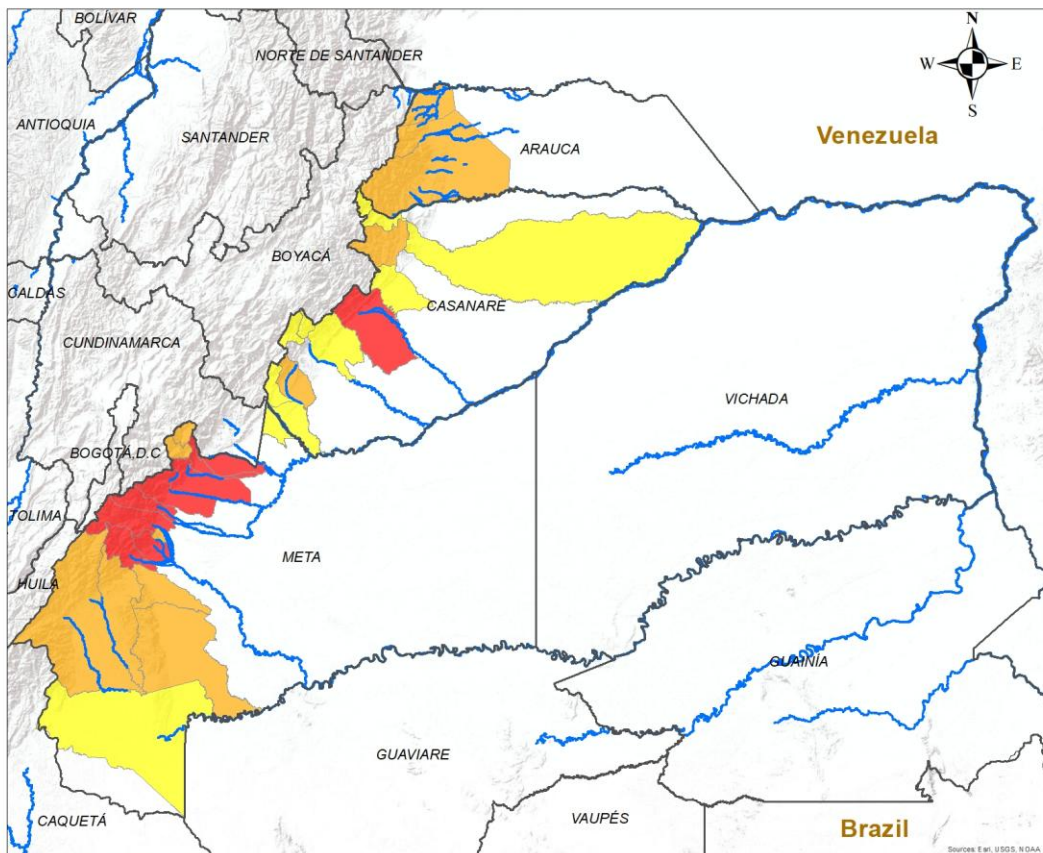 BOLÍVAR
NORTE DE SANTANDER
N
W
E
S
ANTIOQUIA
SANTANDER
ARAUCA
Venezuela
BOYACÁ
CALDAS
CASANARE
CUNDINAMARCA
VICHADA
BOGOTÁ,D.C
TOLIMA
META
HUILA
GUAINÍA
GUAVIARE
CAQUETÁ
VAUPÉS
Brazil
Sources: Esri, USGS, NOAA